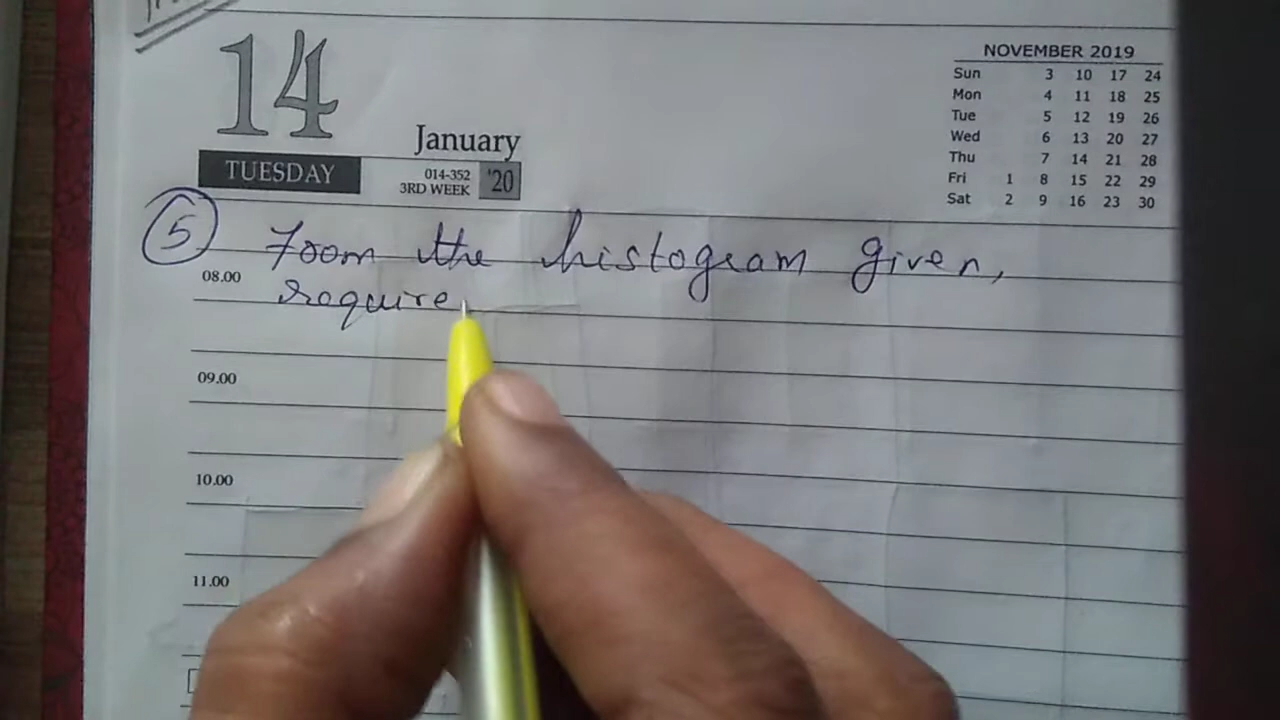 14
January
NOVEMBER 2019
Sun 3 10 17 24
Mon 4 11 18 25
Tue 5 12 19 26
Wed 6 13 20 27
Thu 7 14 21 28
Fri 1 8 15 22 29
Sat 2 9 16 23 30
TUESDAY
014-352
3RD WEEK
'20
5 From the histogram given,
08.00
require
09.00
10.00
11.00